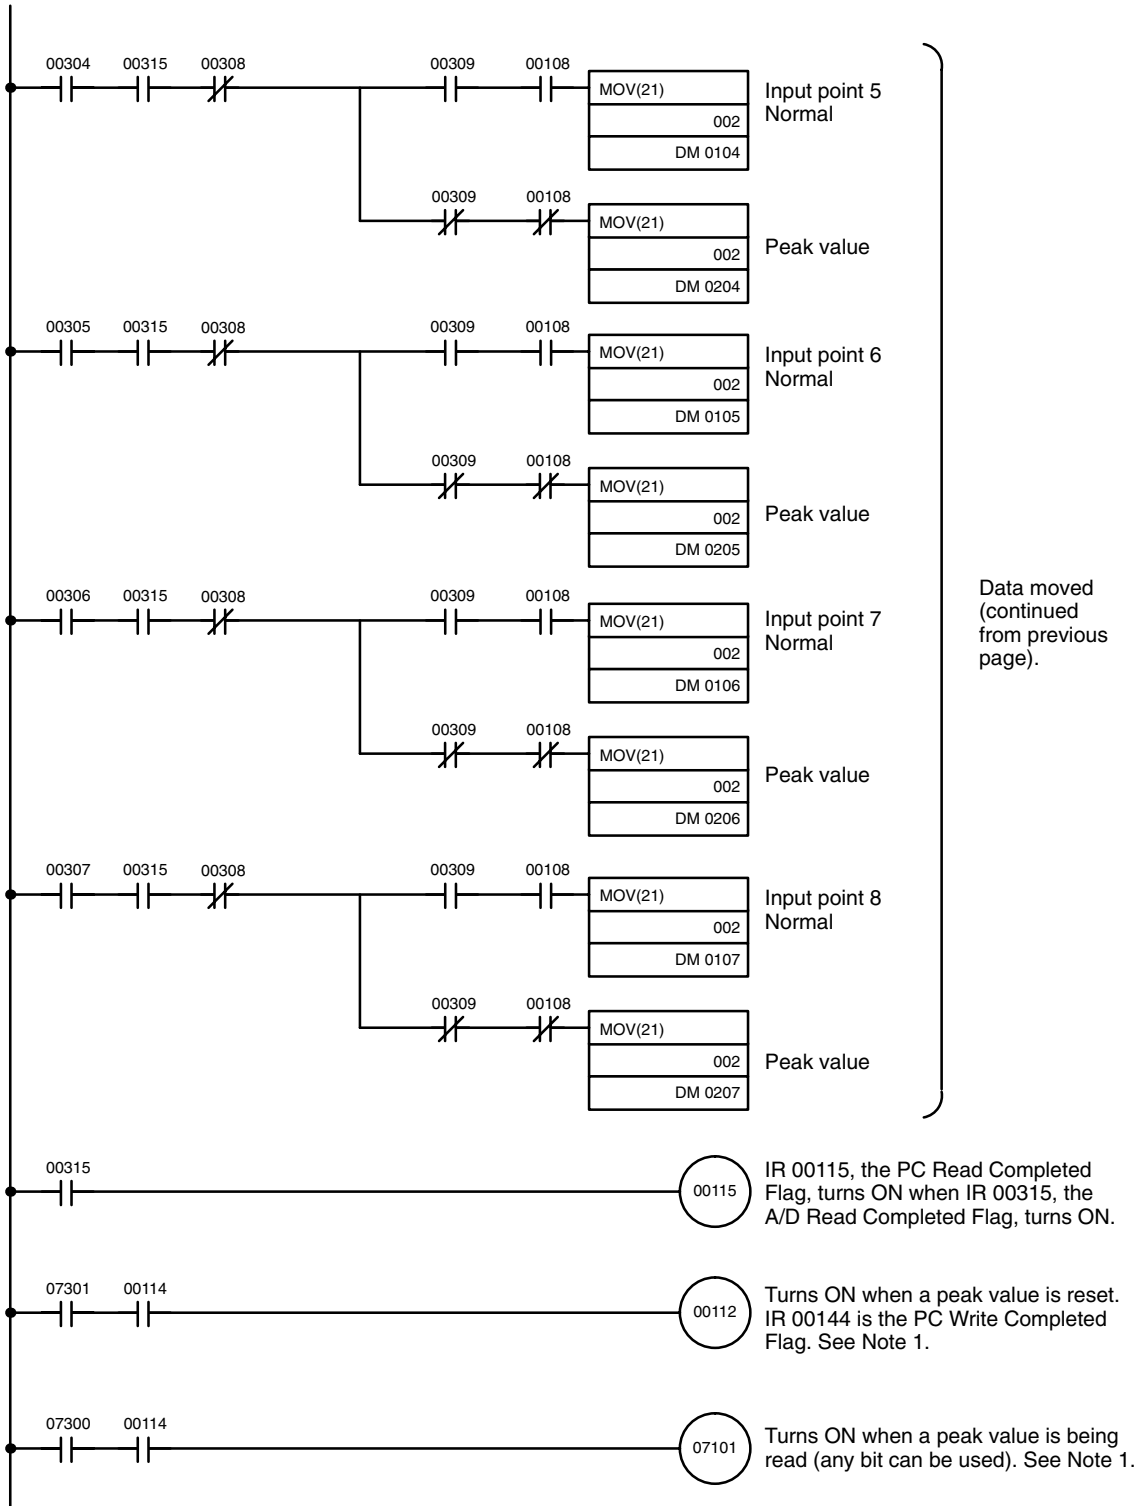 00304 00315 00308 00309 00108
MOV(21)
002
DM 0104
Input point 5
Normal
00309 00108
MOV(21)
002
DM 0204
Peak value
00305 00315 00308 00309 00108
MOV(21)
002
DM 0105
Input point 6
Normal
00309 00108
MOV(21)
002
DM 0205
Peak value
00306 00315 00308 00309 00108
MOV(21)
002
DM 0106
Input point 7
Normal
00309 00108
MOV(21)
002
DM 0206
Peak value
00307 00315 00308 00309 00108
MOV(21)
002
DM 0107
Input point 8
Normal
00309 00108
MOV(21)
002
DM 0207
Peak value
Data moved
(continued
from previous
page).
00315
00115
IR 00115, the PC Read Completed
Flag, turns ON when IR 00315, the
A/D Read Completed Flag, turns ON.
07301 00114
00112
Turns ON when a peak value is reset.
IR 00144 is the PC Write Completed
Flag. See Note 1.
07300 00114
07101
Turns ON when a peak value is being
read (any bit can be used). See Note 1.